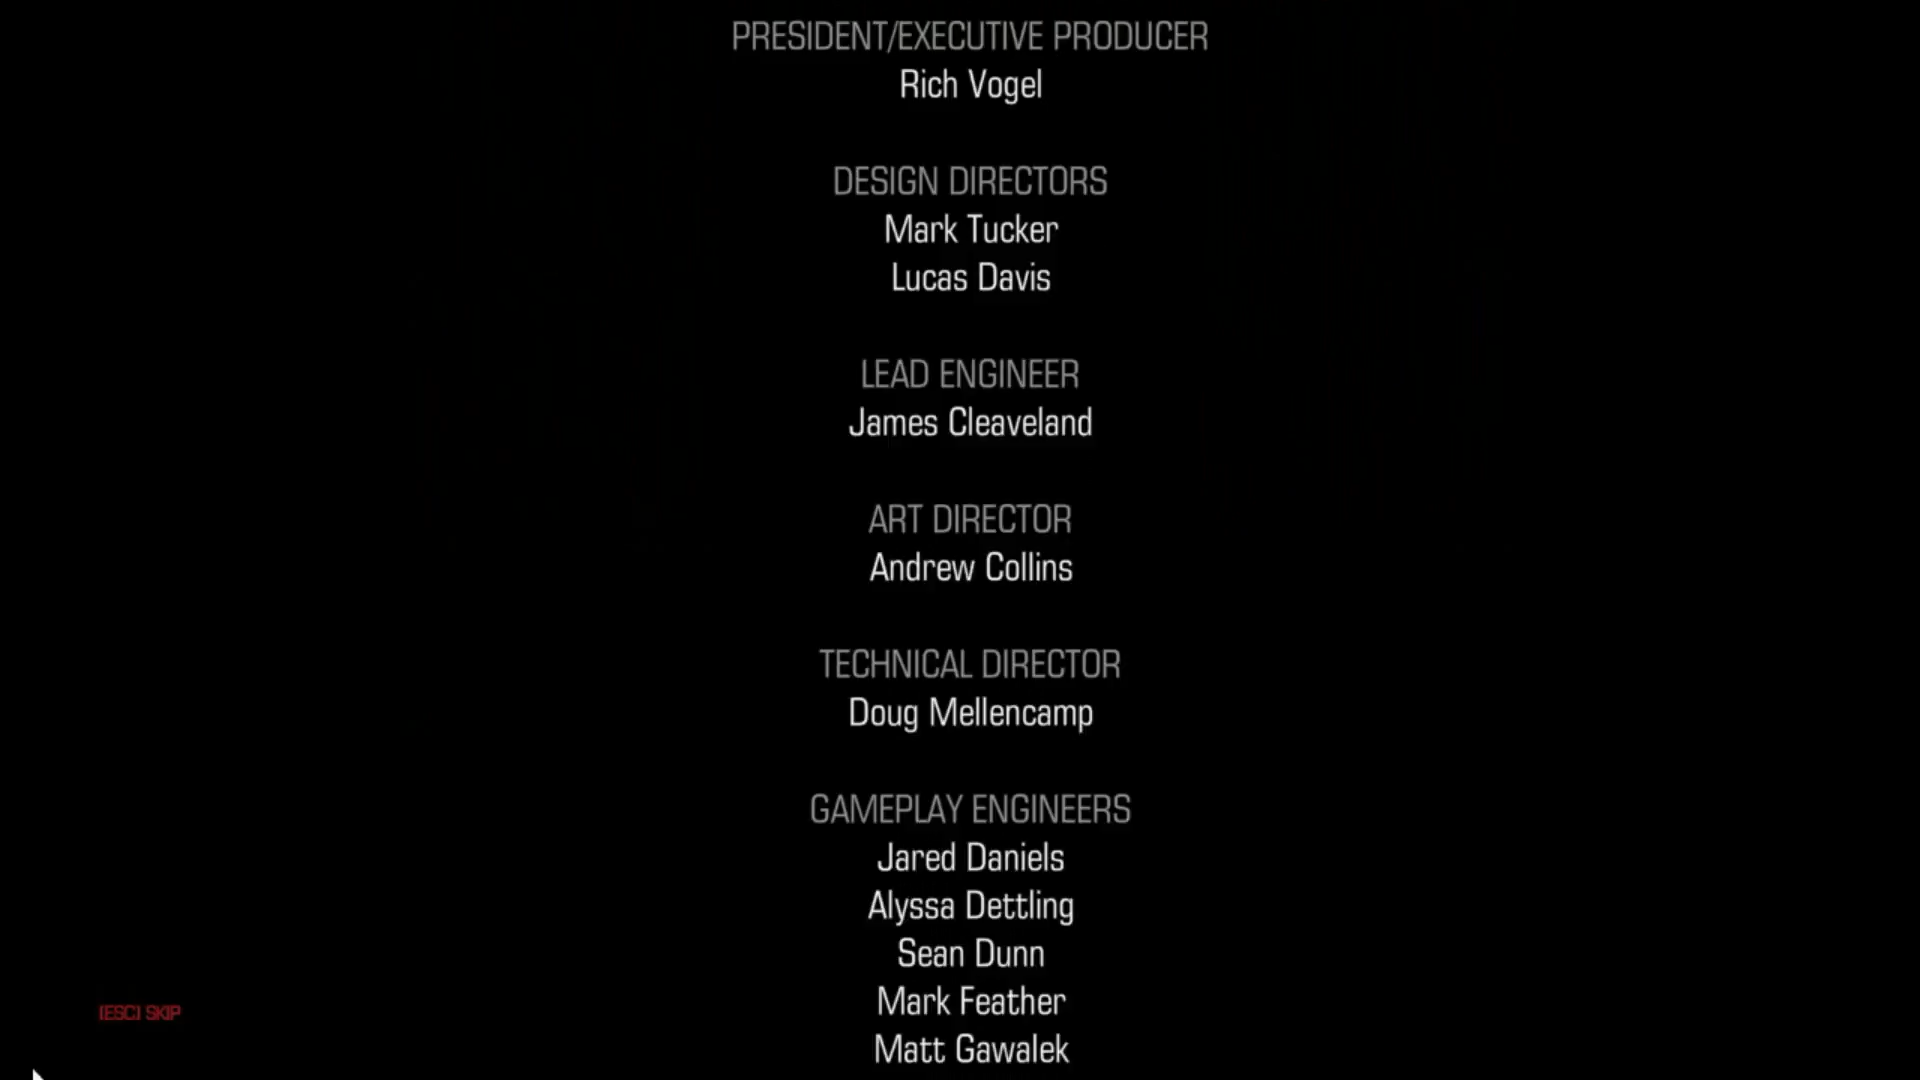 PRESIDENT/EXECUTIVE PRODUCER
Rich Vogel
DESIGN DIRECTORS
Mark Tucker
Lucas Davis
LEAD ENGINEER
James Cleaveland
ART DIRECTOR
Andrew Collins
TECHNICAL DIRECTOR
Doug Mellencamp
GAMEPLAY ENGINEERS
Jared Daniels
Alyssa Dettling
Sean Dunn
Mark Feather
Matt Gawalek
[ESC] SKIP